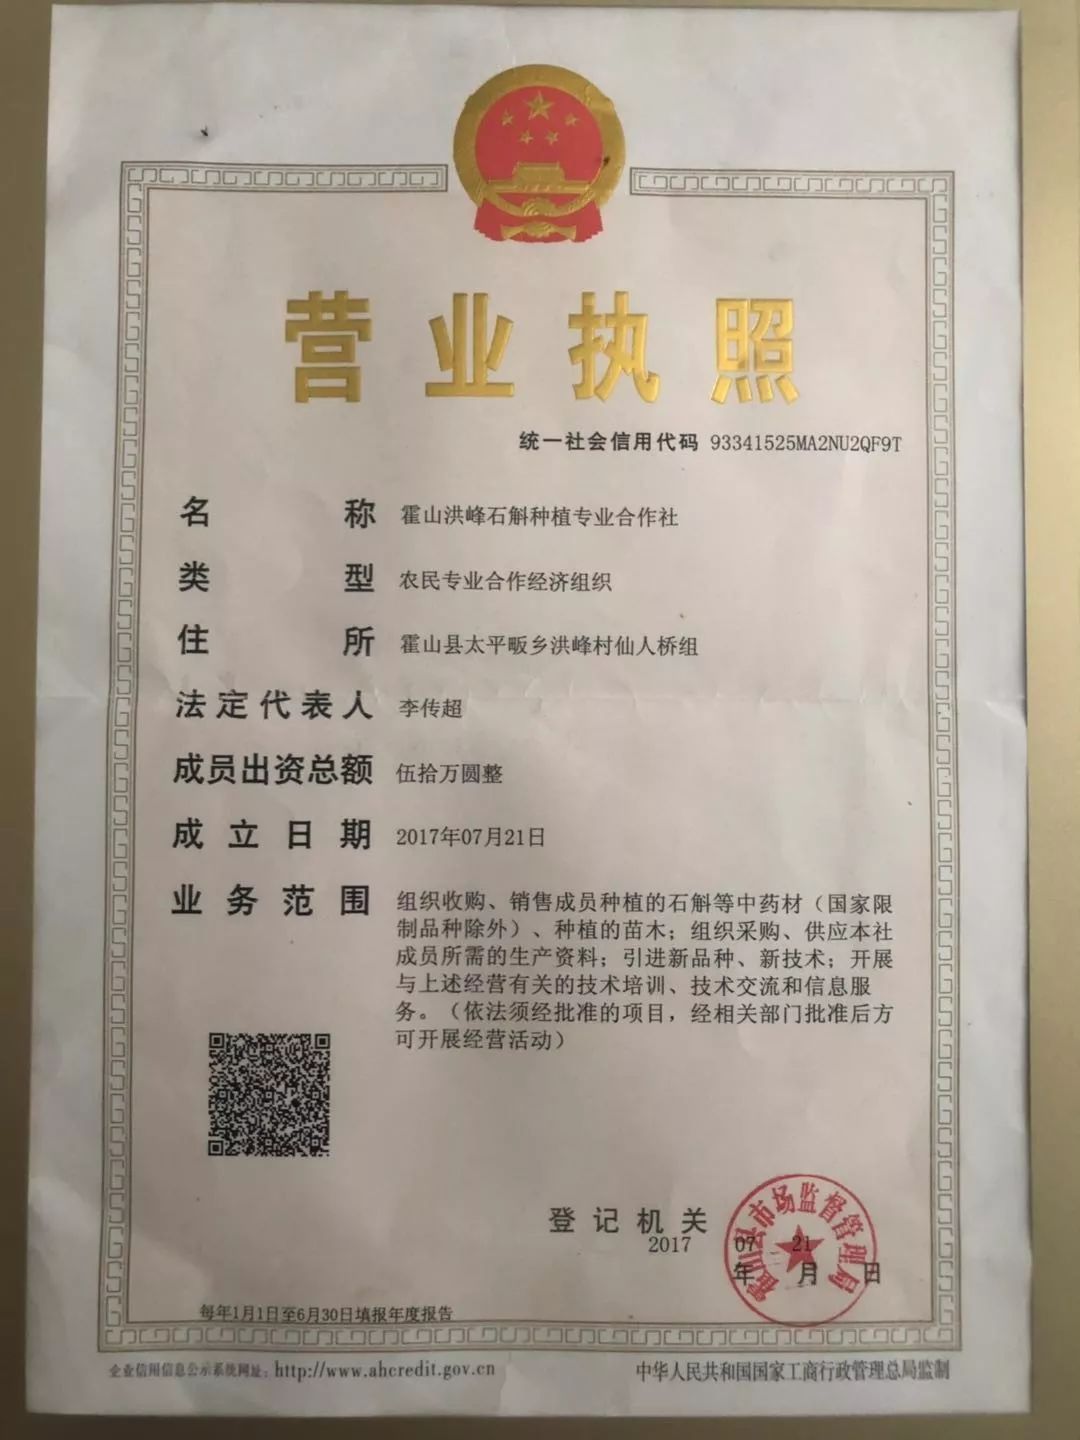 营业执照
统一社会信用代码 93341525MA2NU2QF9T
名称 霍山洪峰石斛种植专业合作社
类型 农民专业合作经济组织
住所 霍山县太平畈乡洪峰村仙人桥组
法定代表人 李传超
成员出资总额 伍拾万圆整
成立日期 2017年07月21日
业务范围 组织收购、销售成员种植的石斛等中药材（国家限
制品种除外）、种植的苗木；组织采购、供应本社
成员所需的生产资料；引进新品种、新技术；开展
与上述经营有关的技术培训、技术交流和信息服
务。（依法须经批准的项目，经相关部门批准后方
可开展经营活动）
登记机关
霍山县市场监督管理局
2017 07 21
年 月 日
每年1月1日至6月30日填报年度报告
企业信用信息公示系统网址：http://www.ahcredit.gov.cn
中华人民共和国国家工商行政管理总局监制